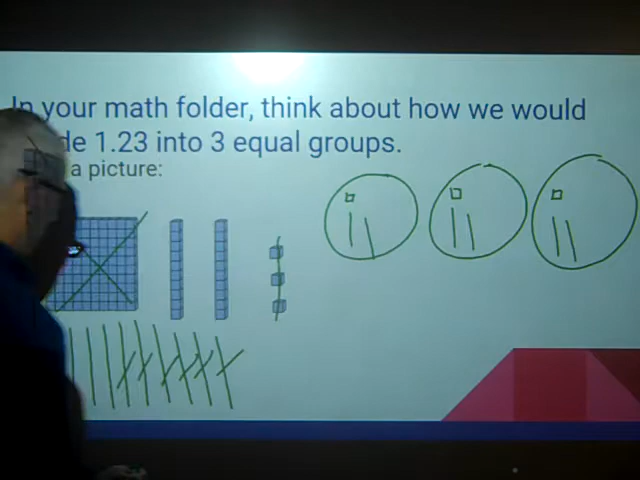 In your math folder, think about how we would
de 1.23 into 3 equal groups.
a picture: